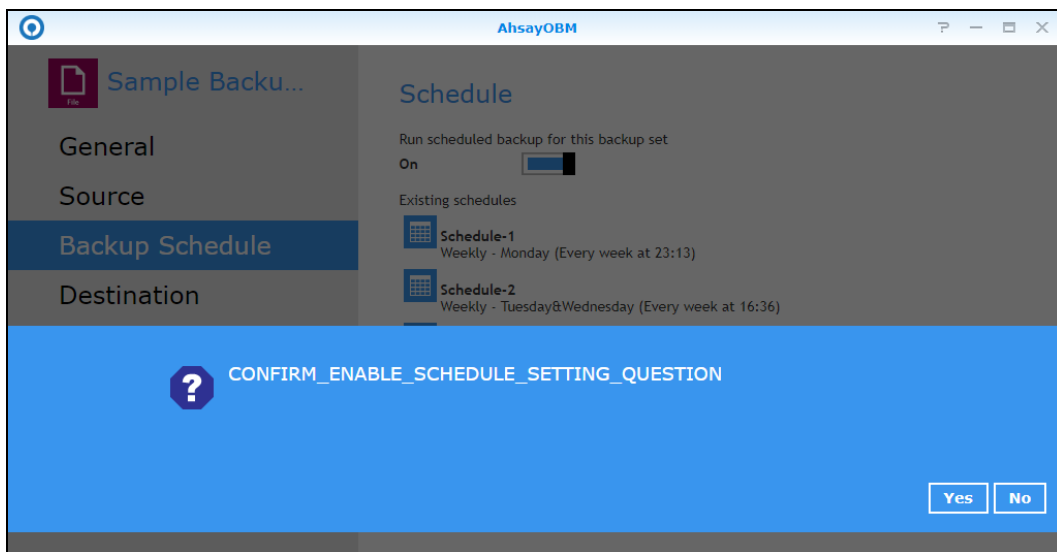 AhsayOBM
Sample Backu...
File
General
Source
Backup Schedule
Destination
Schedule
Run scheduled backup for this backup set
On
Existing schedules
Schedule-1
Weekly - Monday (Every week at 23:13)
Schedule-2
Weekly - Tuesday&Wednesday (Every week at 16:36)
?
CONFIRM_ENABLE_SCHEDULE_SETTING_QUESTION
Yes No